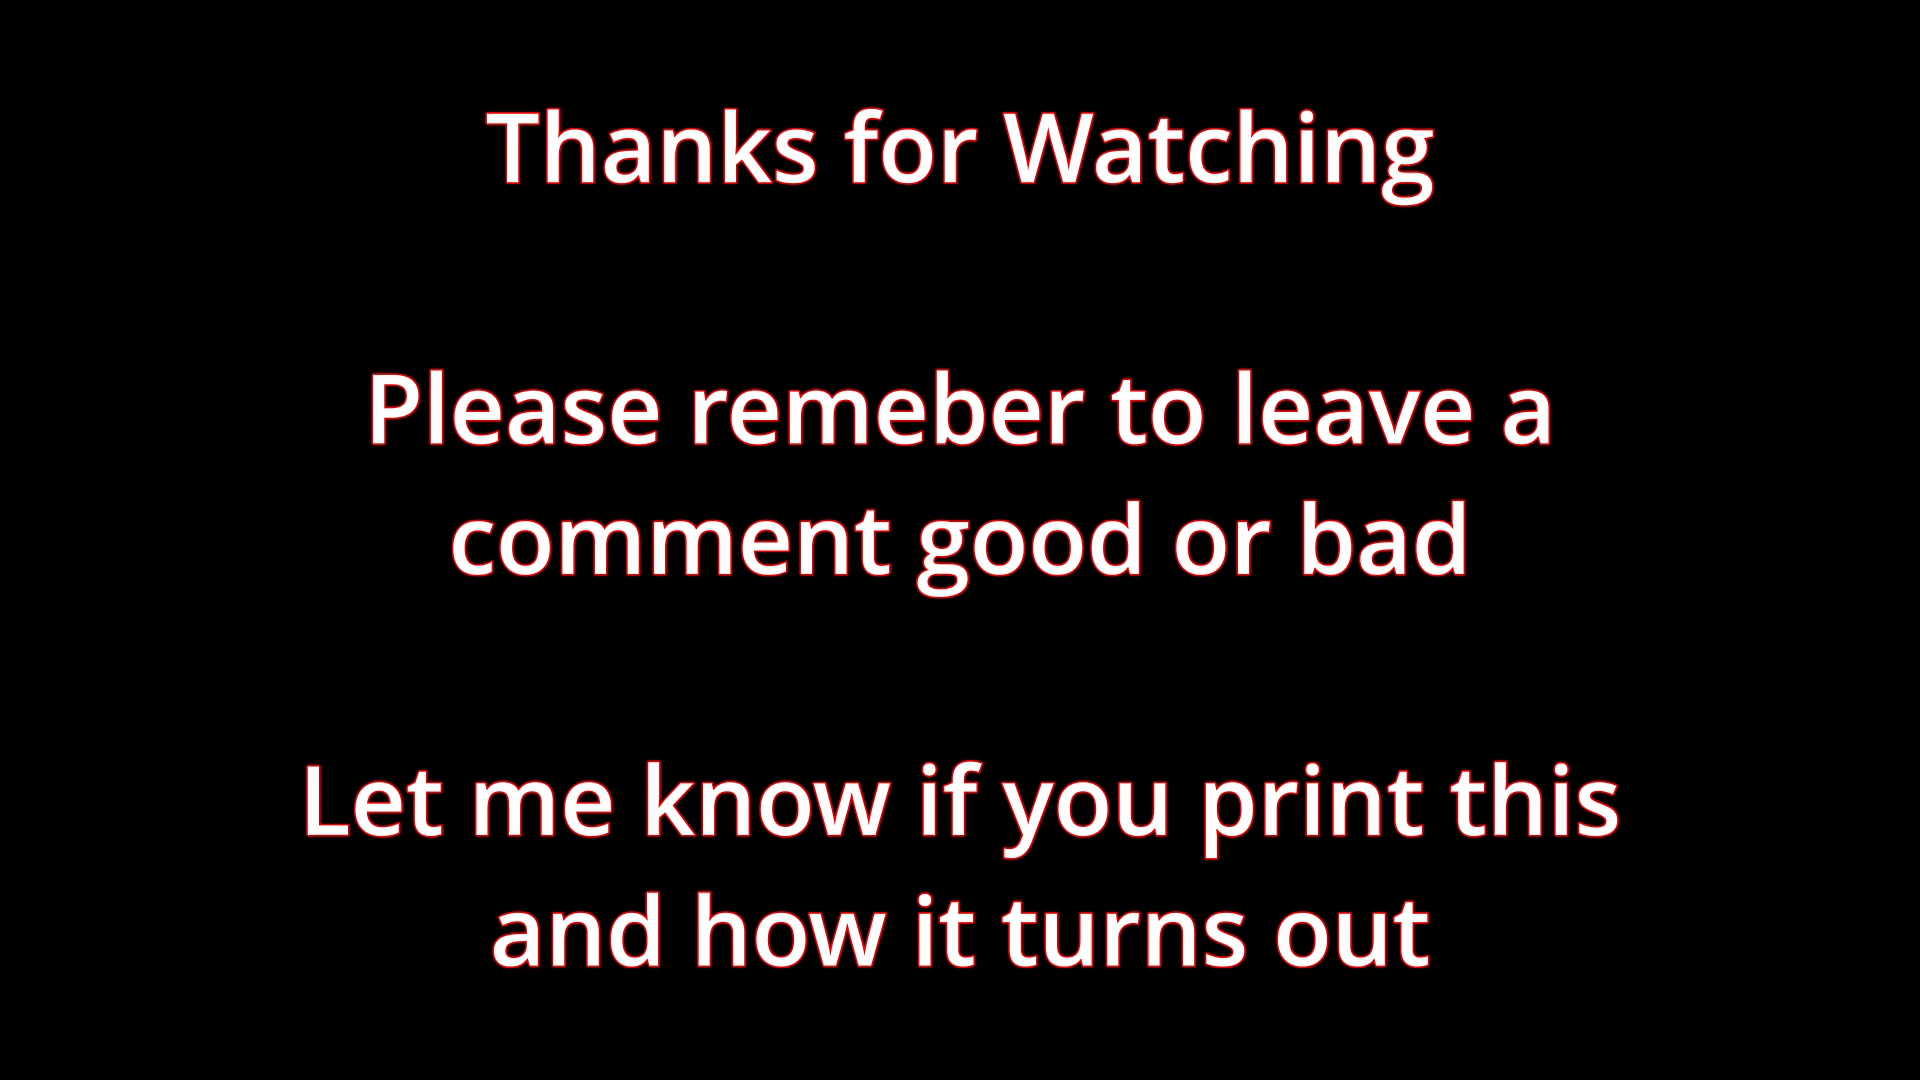 Thanks for Watching
Please remeber to leave a
comment good or bad
Let me know if you print this
and how it turns out